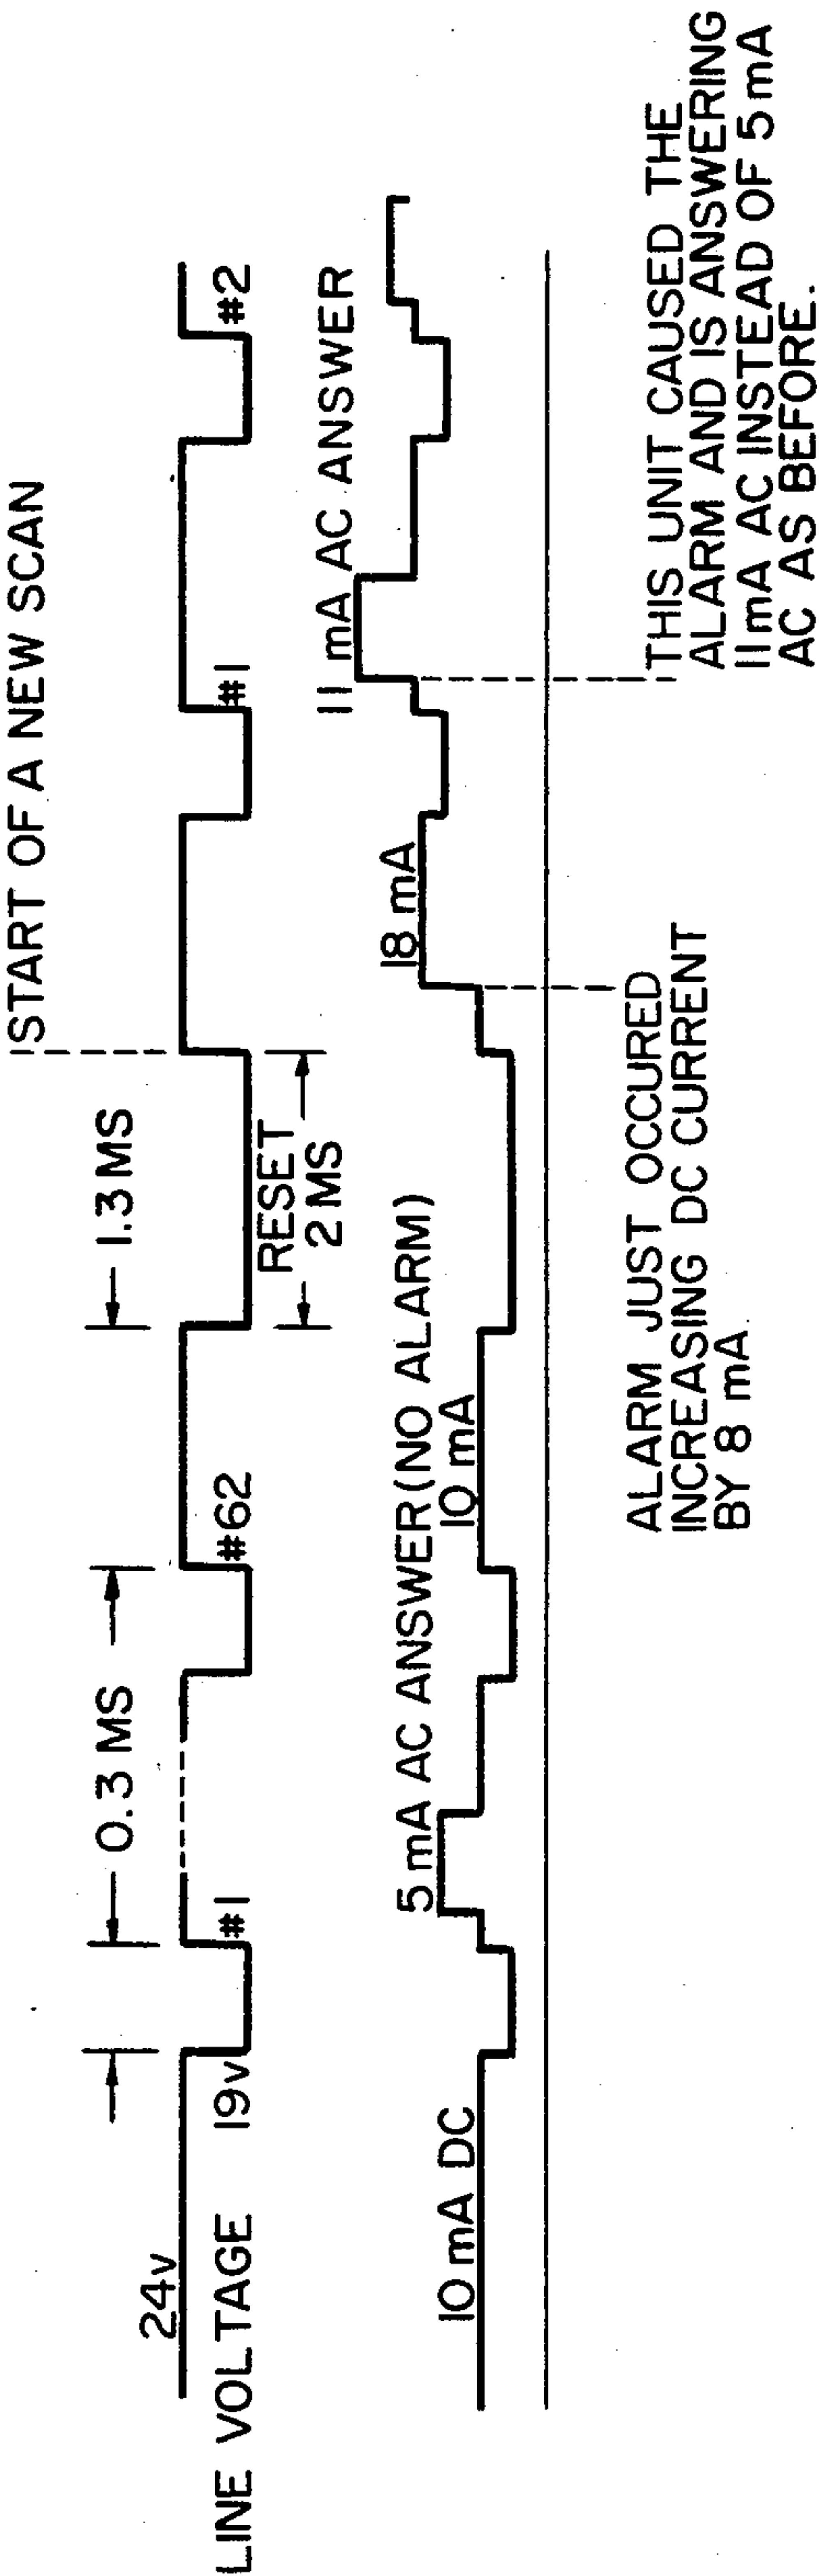 START OF A NEW SCAN
0.3 MS
1.3 MS
24v
19v
#1
#62
RESET
2 MS
#1
#2
LINE VOLTAGE
11 mA AC ANSWER
5 mA AC ANSWER (NO ALARM)
10 mA DC
10 mA
18 mA
ALARM JUST OCCURED
INCREASING DC CURRENT
BY 8 mA.
THIS UNIT CAUSED THE
ALARM AND IS ANSWERING
11 mA AC INSTEAD OF 5 mA
AC AS BEFORE.